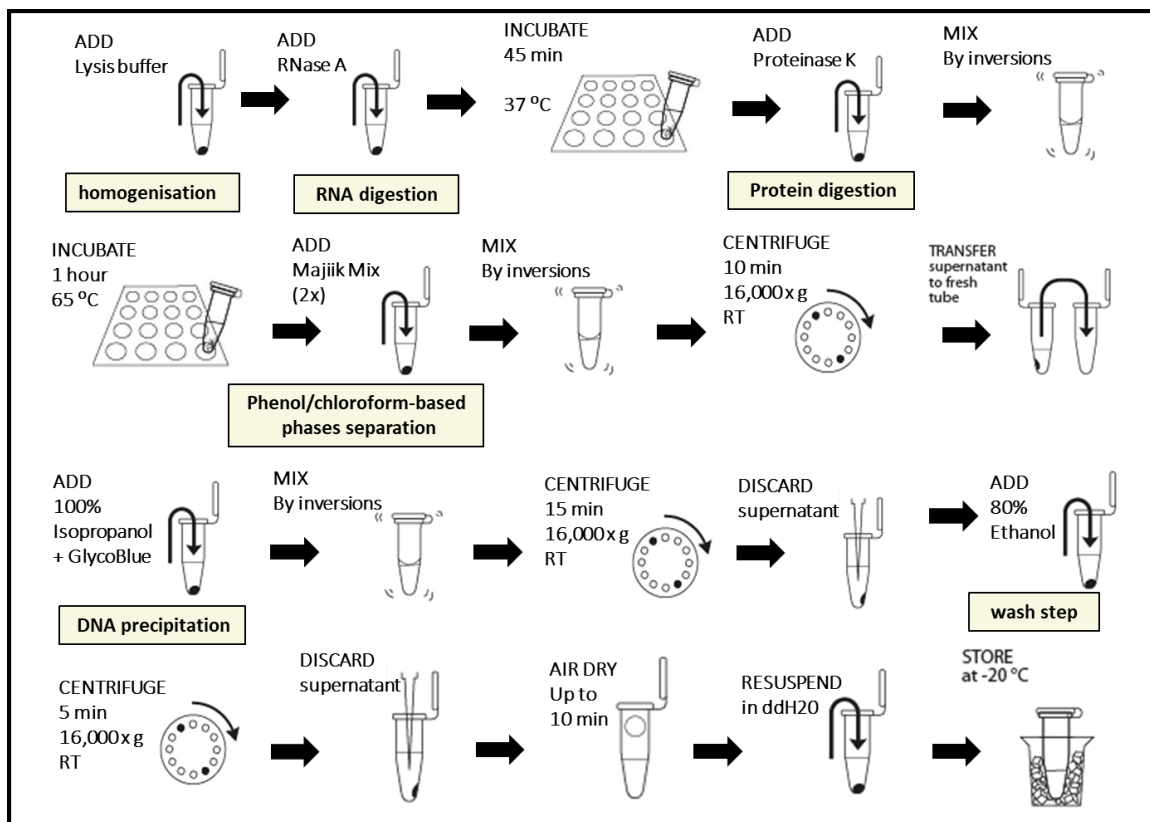 ADD
Lysis buffer
ADD
RNase A
INCUBATE
45 min
37 ⁰C
ADD
Proteinase K
MIX
By inversions
homogenisation
RNA digestion
Protein digestion
INCUBATE
1 hour
65 ⁰C
ADD
Majiik Mix
(2x)
MIX
By inversions
CENTRIFUGE
10 min
16,000 x g
RT
TRANSFER
supernatant
to fresh
tube
Phenol/chloroform-based
phases separation
ADD
100%
Isopropanol
+ GlycoBlue
MIX
By inversions
CENTRIFUGE
15 min
16,000 x g
RT
DISCARD
supernatant
ADD
80%
Ethanol
DNA precipitation
wash step
CENTRIFUGE
5 min
16,000 x g
RT
DISCARD
supernatant
AIR DRY
Up to
10 min
RESUSPEND
in ddH20
STORE
at -20 °C